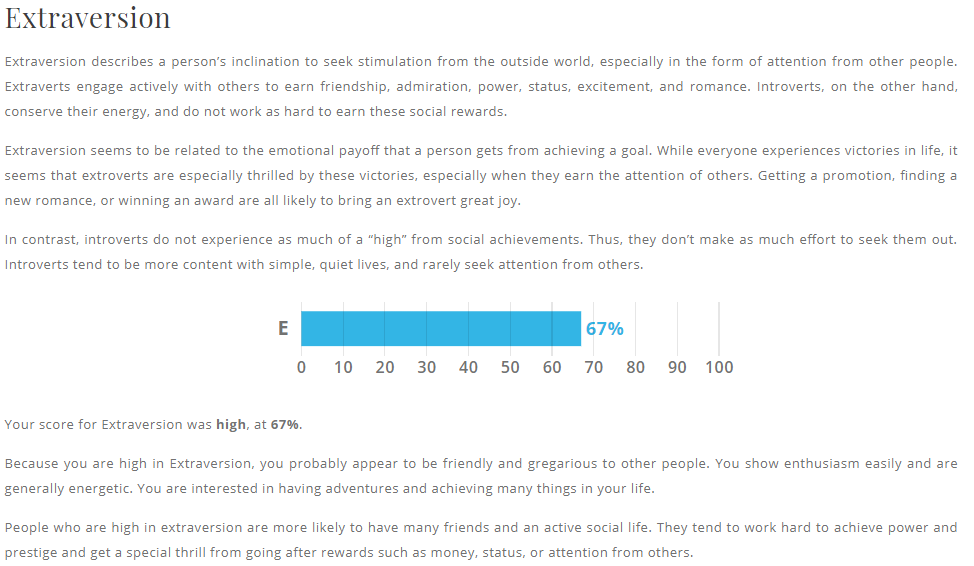 Extraversion
Extraversion describes a person’s inclination to seek stimulation from the outside world, especially in the form of attention from other people.
Extraverts engage actively with others to earn friendship, admiration, power, status, excitement, and romance. Introverts, on the other hand,
conserve their energy, and do not work as hard to earn these social rewards.
Extraversion seems to be related to the emotional payoff that a person gets from achieving a goal. While everyone experiences victories in life, it
seems that extroverts are especially thrilled by these victories, especially when they earn the attention of others. Getting a promotion, finding a
new romance, or winning an award are all likely to bring an extrovert great joy.
In contrast, introverts do not experience as much of a “high” from social achievements. Thus, they don’t make as much effort to seek them out.
Introverts tend to be more content with simple, quiet lives, and rarely seek attention from others.
E 67%
0 10 20 30 40 50 60 70 80 90 100
Your score for Extraversion was high, at 67%.
Because you are high in Extraversion, you probably appear to be friendly and gregarious to other people. You show enthusiasm easily and are
generally energetic. You are interested in having adventures and achieving many things in your life.
People who are high in extraversion are more likely to have many friends and an active social life. They tend to work hard to achieve power and
prestige and get a special thrill from going after rewards such as money, status, or attention from others.